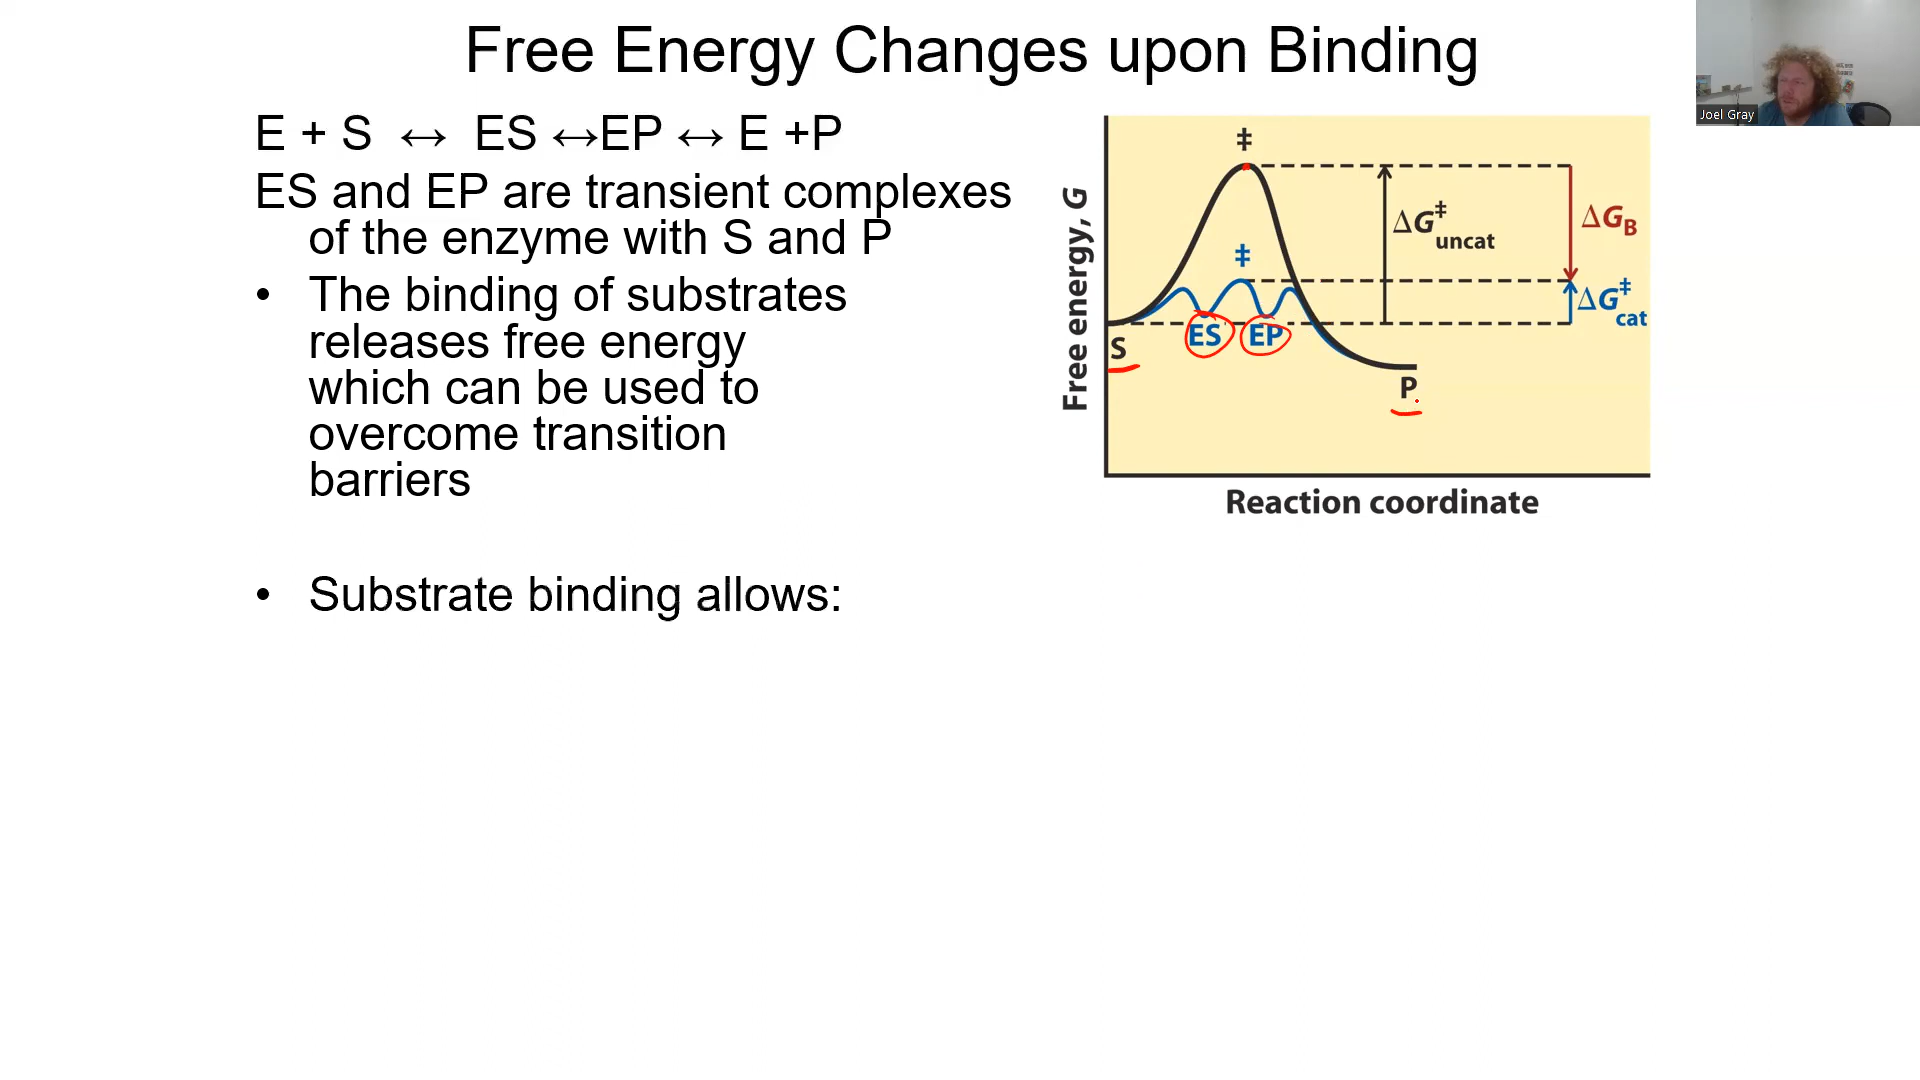 Free Energy Changes upon Binding
Joel Gray
E + S ↔ ES ↔EP ↔ E +P
ES and EP are transient complexes
of the enzyme with S and P
• The binding of substrates
releases free energy
which can be used to
overcome transition
barriers
• Substrate binding allows:
‡
ΔG‡uncat
ΔGB
‡
ΔG‡cat
ES
EP
S
P
Free energy, G
Reaction coordinate